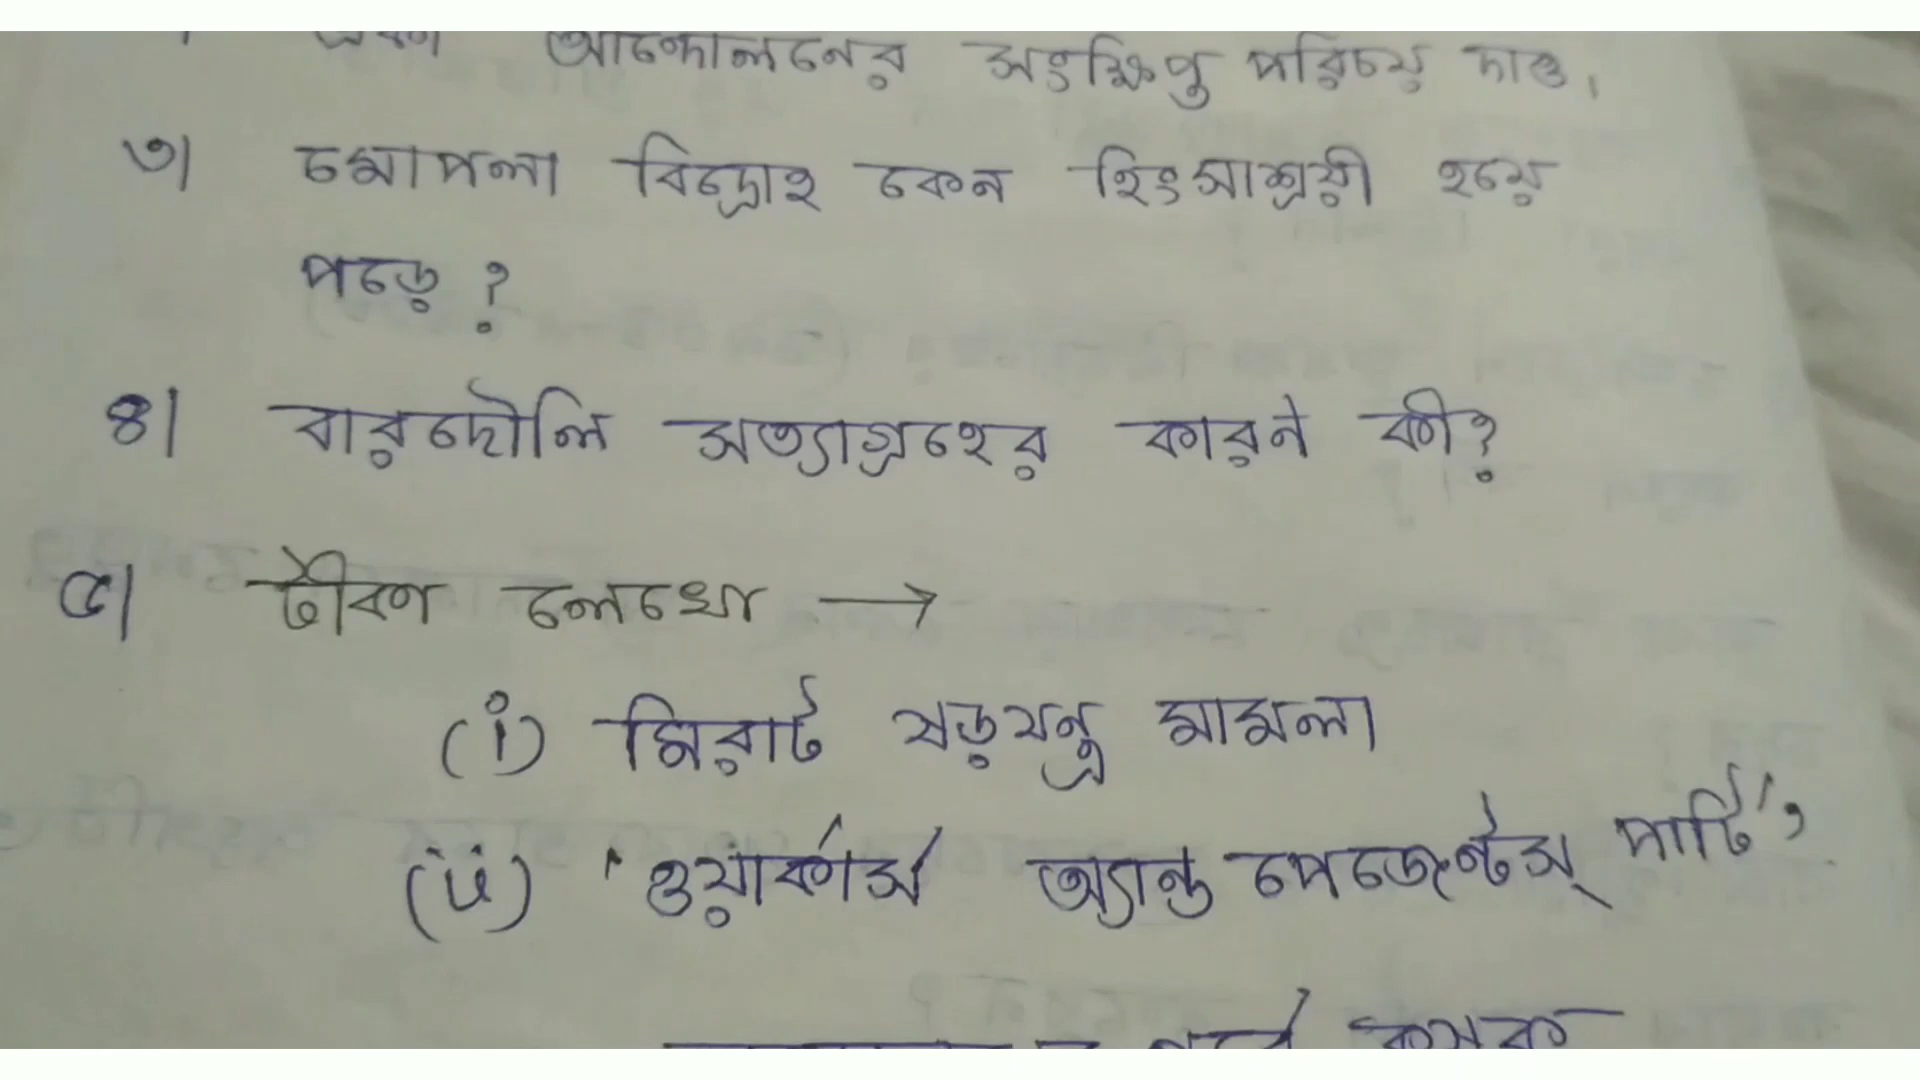 একা আন্দোলনের সংক্ষিপ্ত পরিচয় দাও।
৩। মোপলা বিদ্রোহ কেন হিংসাশ্রয়ী হয়ে
পড়ে?
৪। বারদৌলি সত্যাগ্রহের কারন কী?
৫। টীকা লেখো →
(i) মিরাট ষড়যন্ত্র মামলা
(ii) 'ওয়ার্কার্স অ্যান্ড পেজেন্টস্ পার্টি'